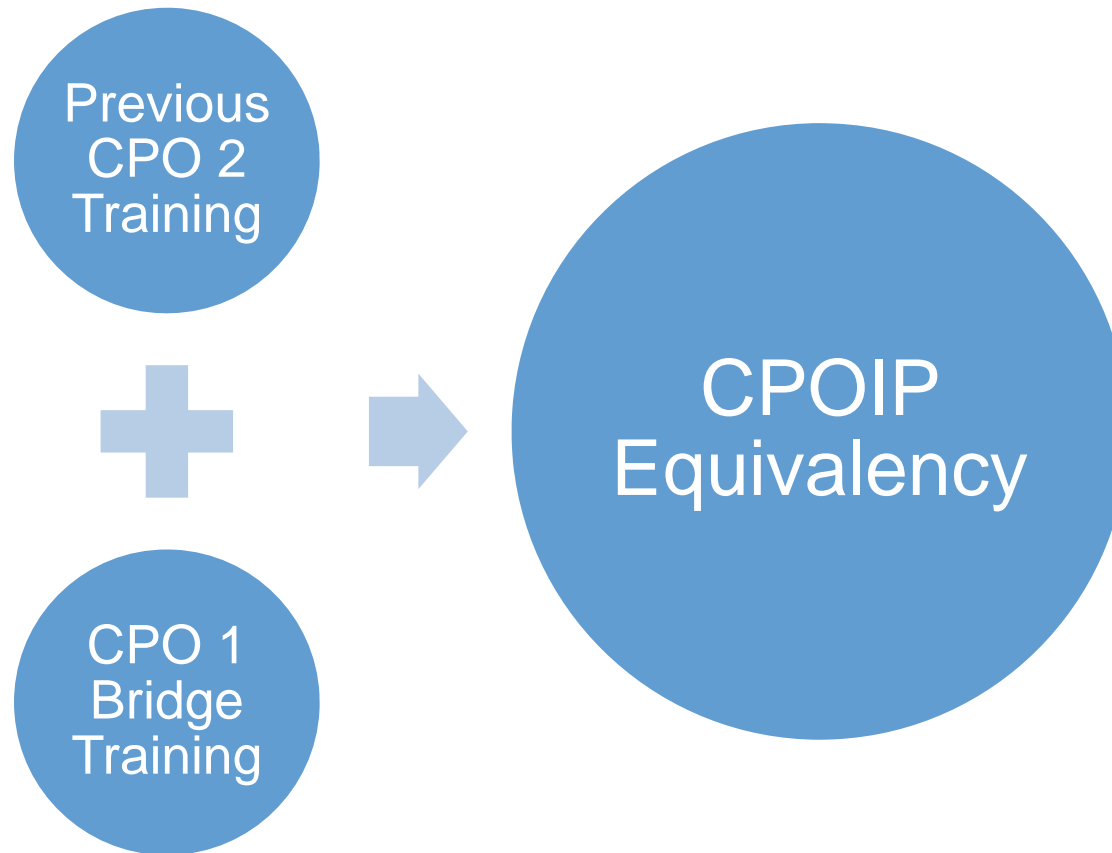 Previous
CPO 2
Training
CPO 1
Bridge
Training
CPOIP
Equivalency